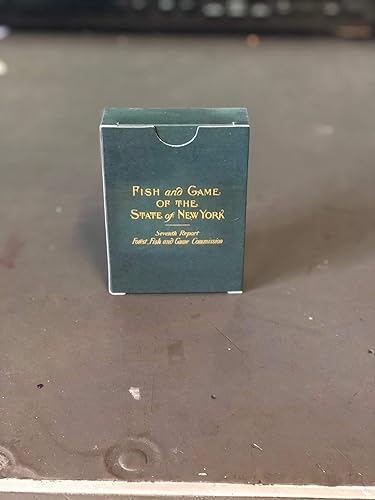 FISH and GAME
OF THE
STATE of NEW YORK
Seventh Report
Forest, Fish and Game Commission